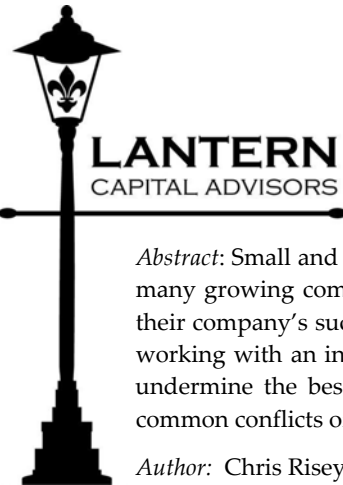 LANTERN
CAPITAL ADVISORS
Abstract: Small and
many growing com
their company's suc
working with an in
undermine the bes
common conflicts o
Author: Chris Risey